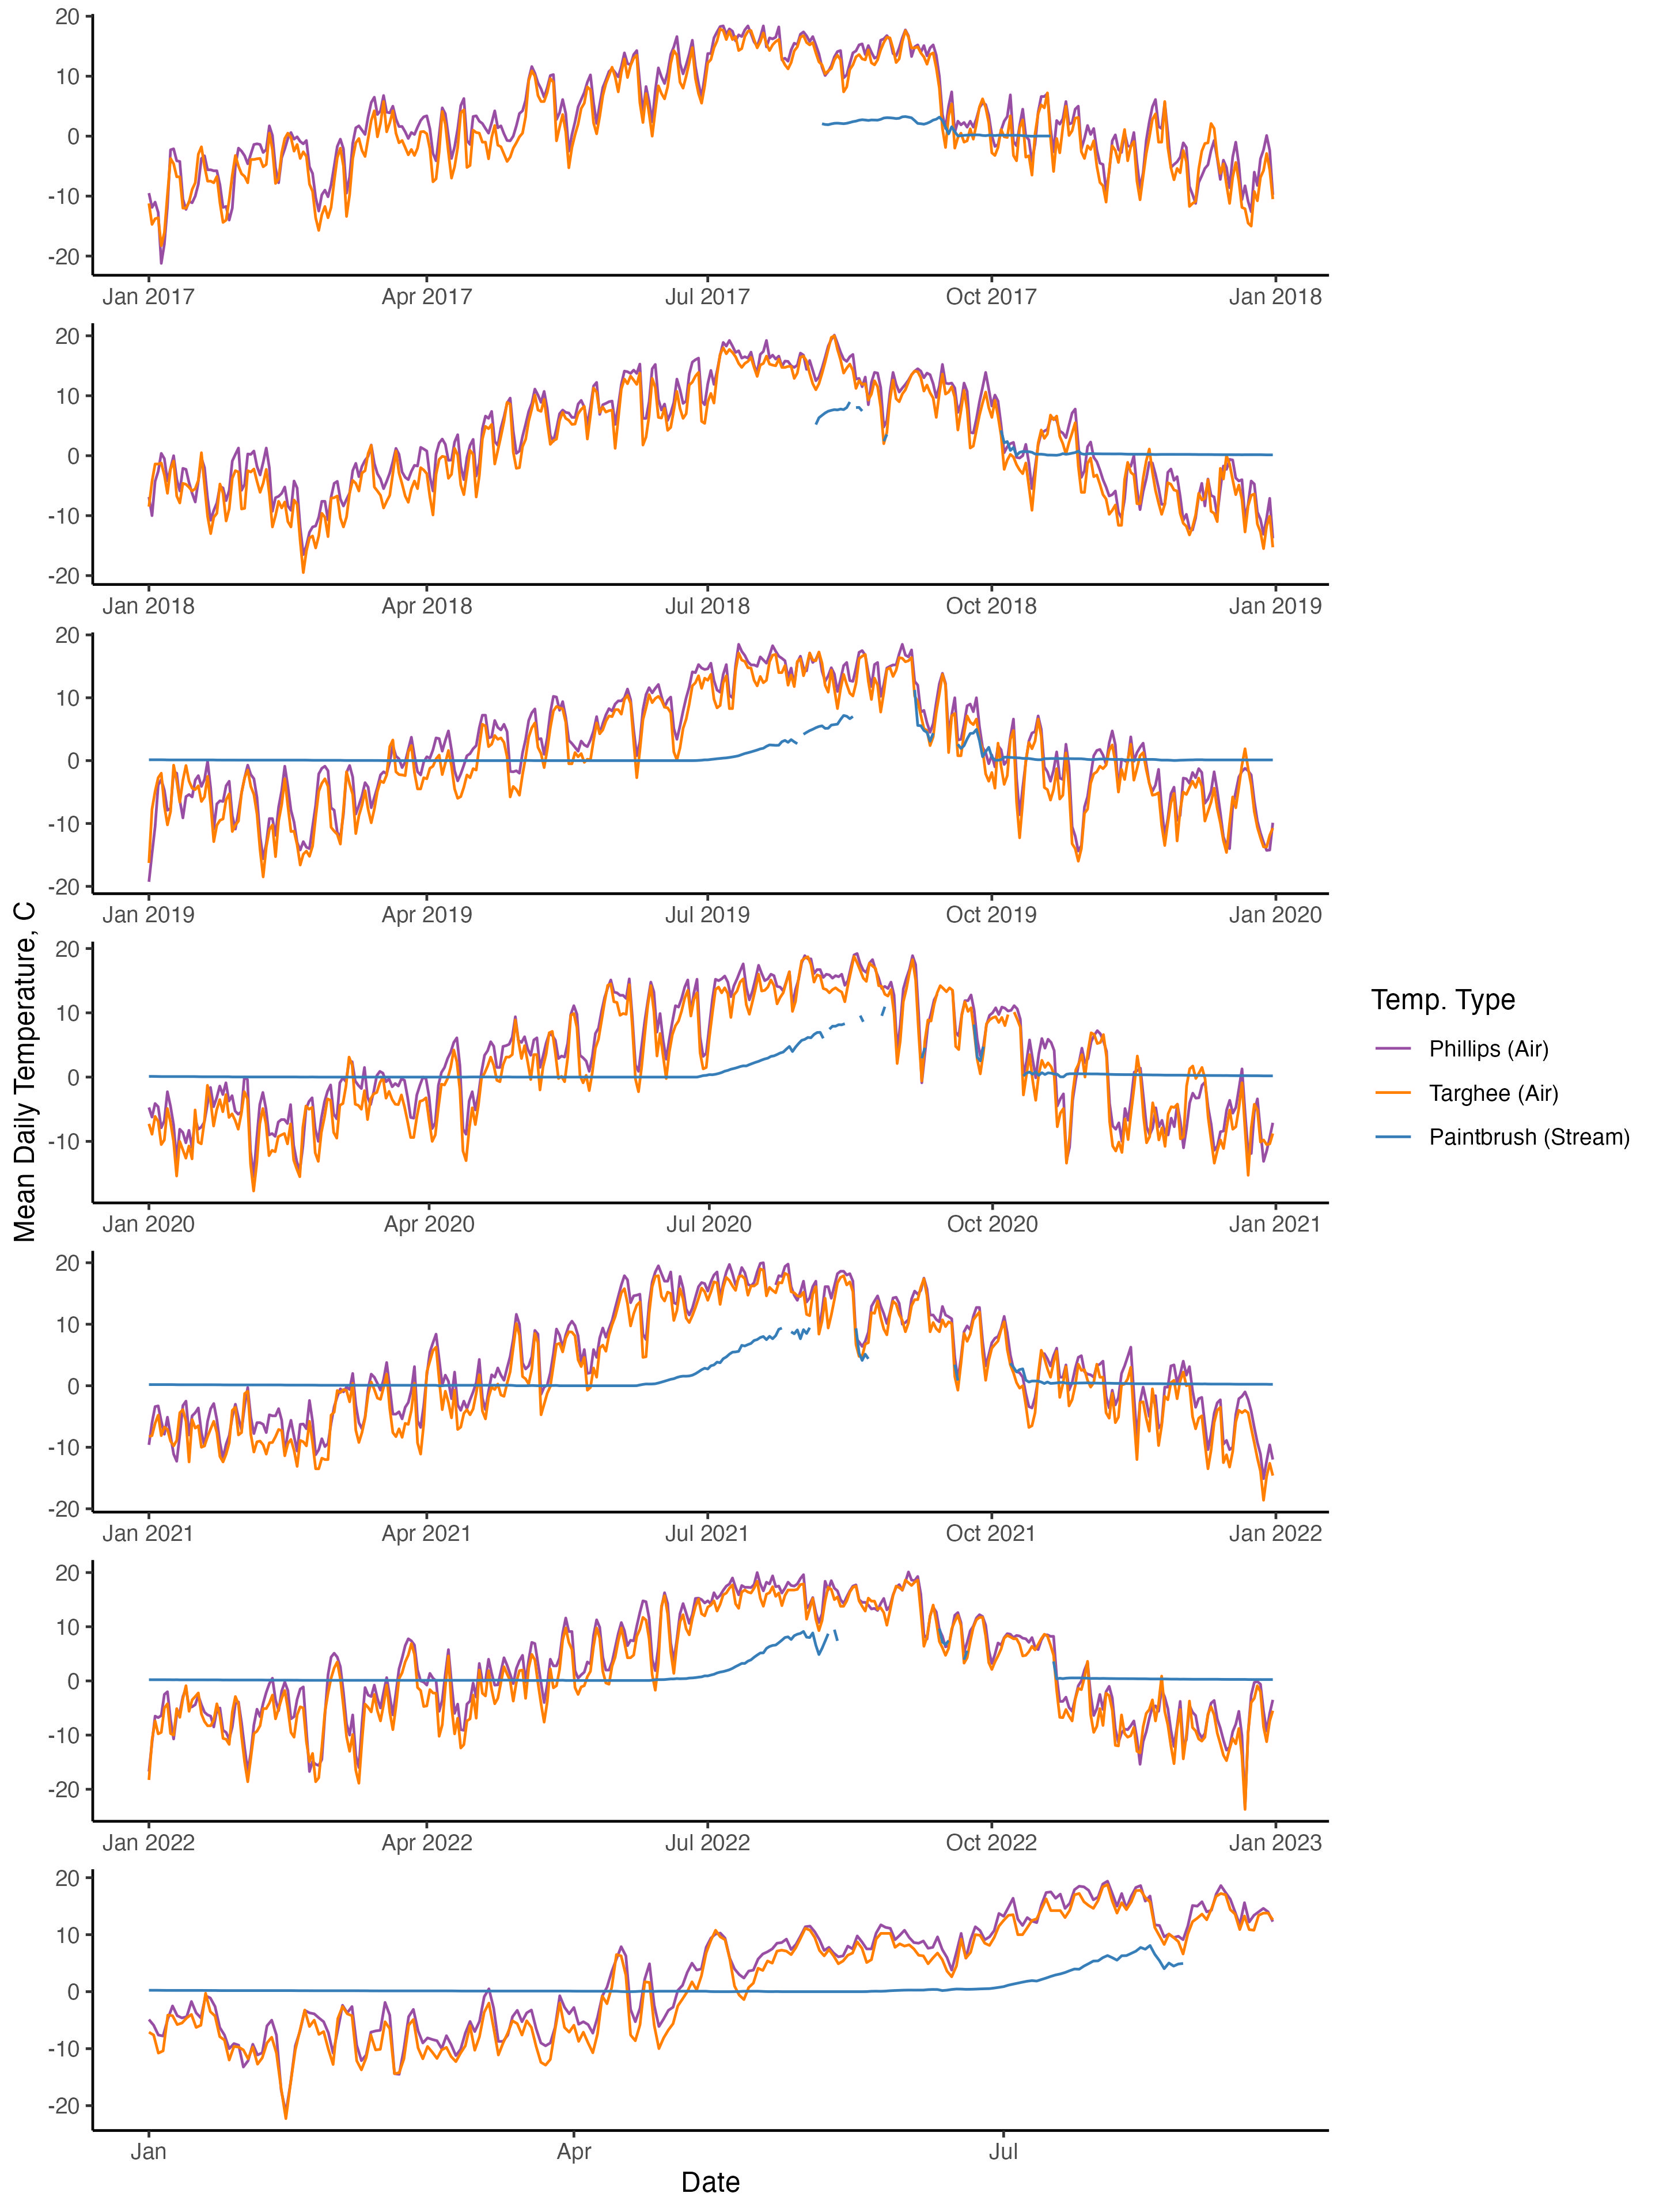 Mean Daily Temperature, C
20
10
0
-10
-20
Jan 2017 Apr 2017 Jul 2017 Oct 2017 Jan 2018
20
10
0
-10
-20
Jan 2018 Apr 2018 Jul 2018 Oct 2018 Jan 2019
20
10
0
-10
-20
Jan 2019 Apr 2019 Jul 2019 Oct 2019 Jan 2020
20
10
0
-10
Jan 2020 Apr 2020 Jul 2020 Oct 2020 Jan 2021
20
10
0
-10
-20
Jan 2021 Apr 2021 Jul 2021 Oct 2021 Jan 2022
20
10
0
-10
-20
Jan 2022 Apr 2022 Jul 2022 Oct 2022 Jan 2023
20
10
0
-10
-20
Jan Apr Jul
Date
Temp. Type
Phillips (Air)
Targhee (Air)
Paintbrush (Stream)